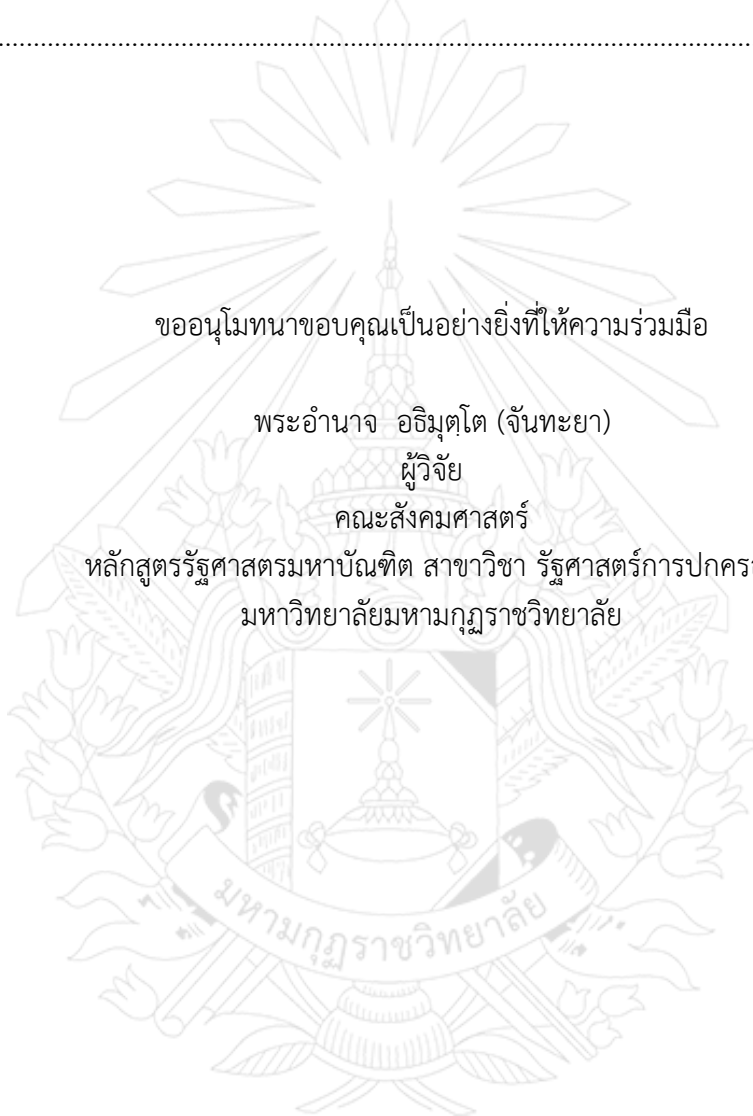 ................................................................................................................
ขออนุโมทนาขอบคุณเป็นอย่างยิ่งที่ให้ความร่วมมือ
พระอำนาจ อธิมุตฺโต (จันทะยา)
ผู้วิจัย
คณะสังคมศาสตร์
หลักสูตรรัฐศาสตรมหาบัณฑิต สาขาวิชา รัฐศาสตร์การปกคร
มหาวิทยาลัยมหามกุฏราชวิทยาลัย
มหามกุฏราชวิทยาลัย